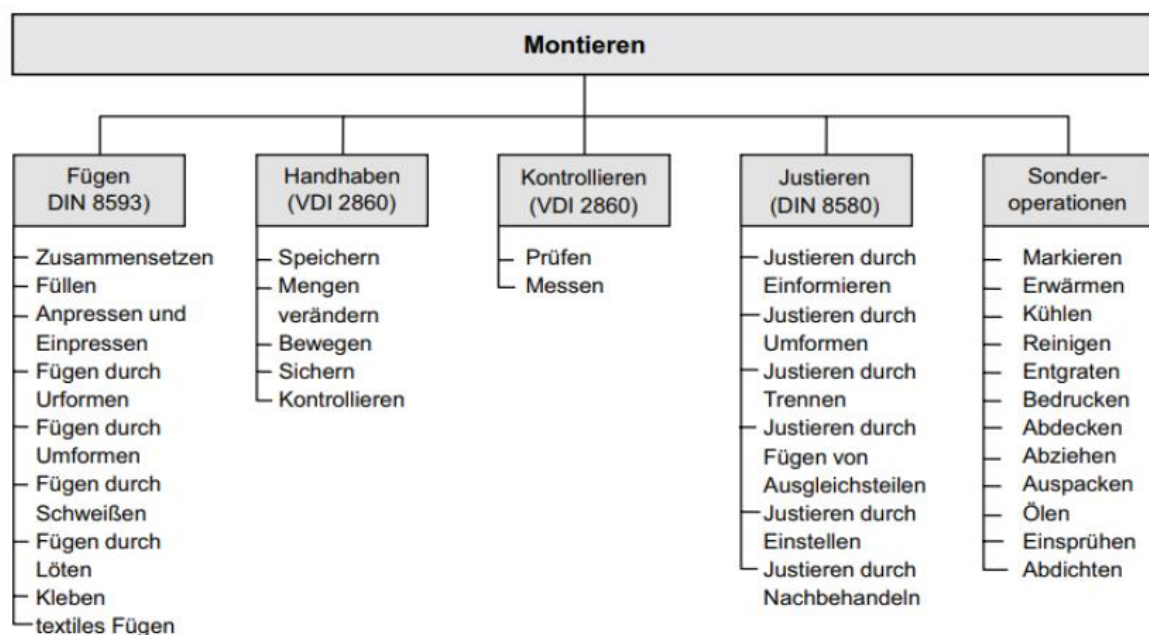 Montieren
Fügen
DIN 8593)
Zusammensetzen
Füllen
Anpressen und
Einpressen
Fügen durch
Urformen
Fügen durch
Umformen
Fügen durch
Schweißen
Fügen durch
Löten
Kleben
textiles Fügen
Handhaben
(VDI 2860)
Speichern
Mengen
verändern
Bewegen
Sichern
Kontrollieren
Kontrollieren
(VDI 2860)
Prüfen
Messen
Justieren
(DIN 8580)
Justieren durch
Einformieren
Justieren durch
Umformen
Justieren durch
Trennen
Justieren durch
Fügen von
Ausgleichsteilen
Justieren durch
Einstellen
Justieren durch
Nachbehandeln
Sonder-
operationen
Markieren
Erwärmen
Kühlen
Reinigen
Entgraten
Bedrucken
Abdecken
Abziehen
Auspacken
Ölen
Einsprühen
Abdichten